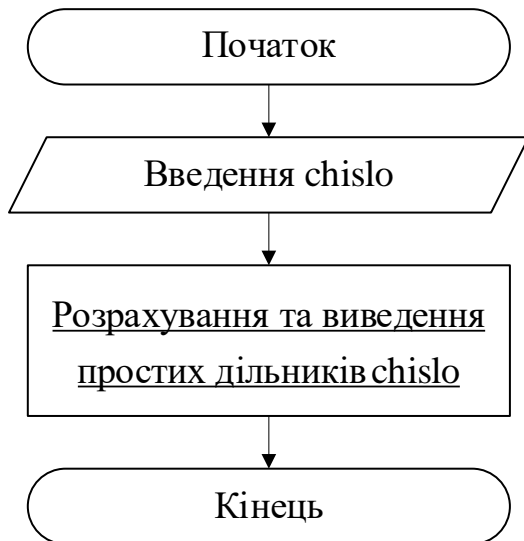 Початок
Введення chislo
Розрахування та виведення
простих дільників chislo
Кінець